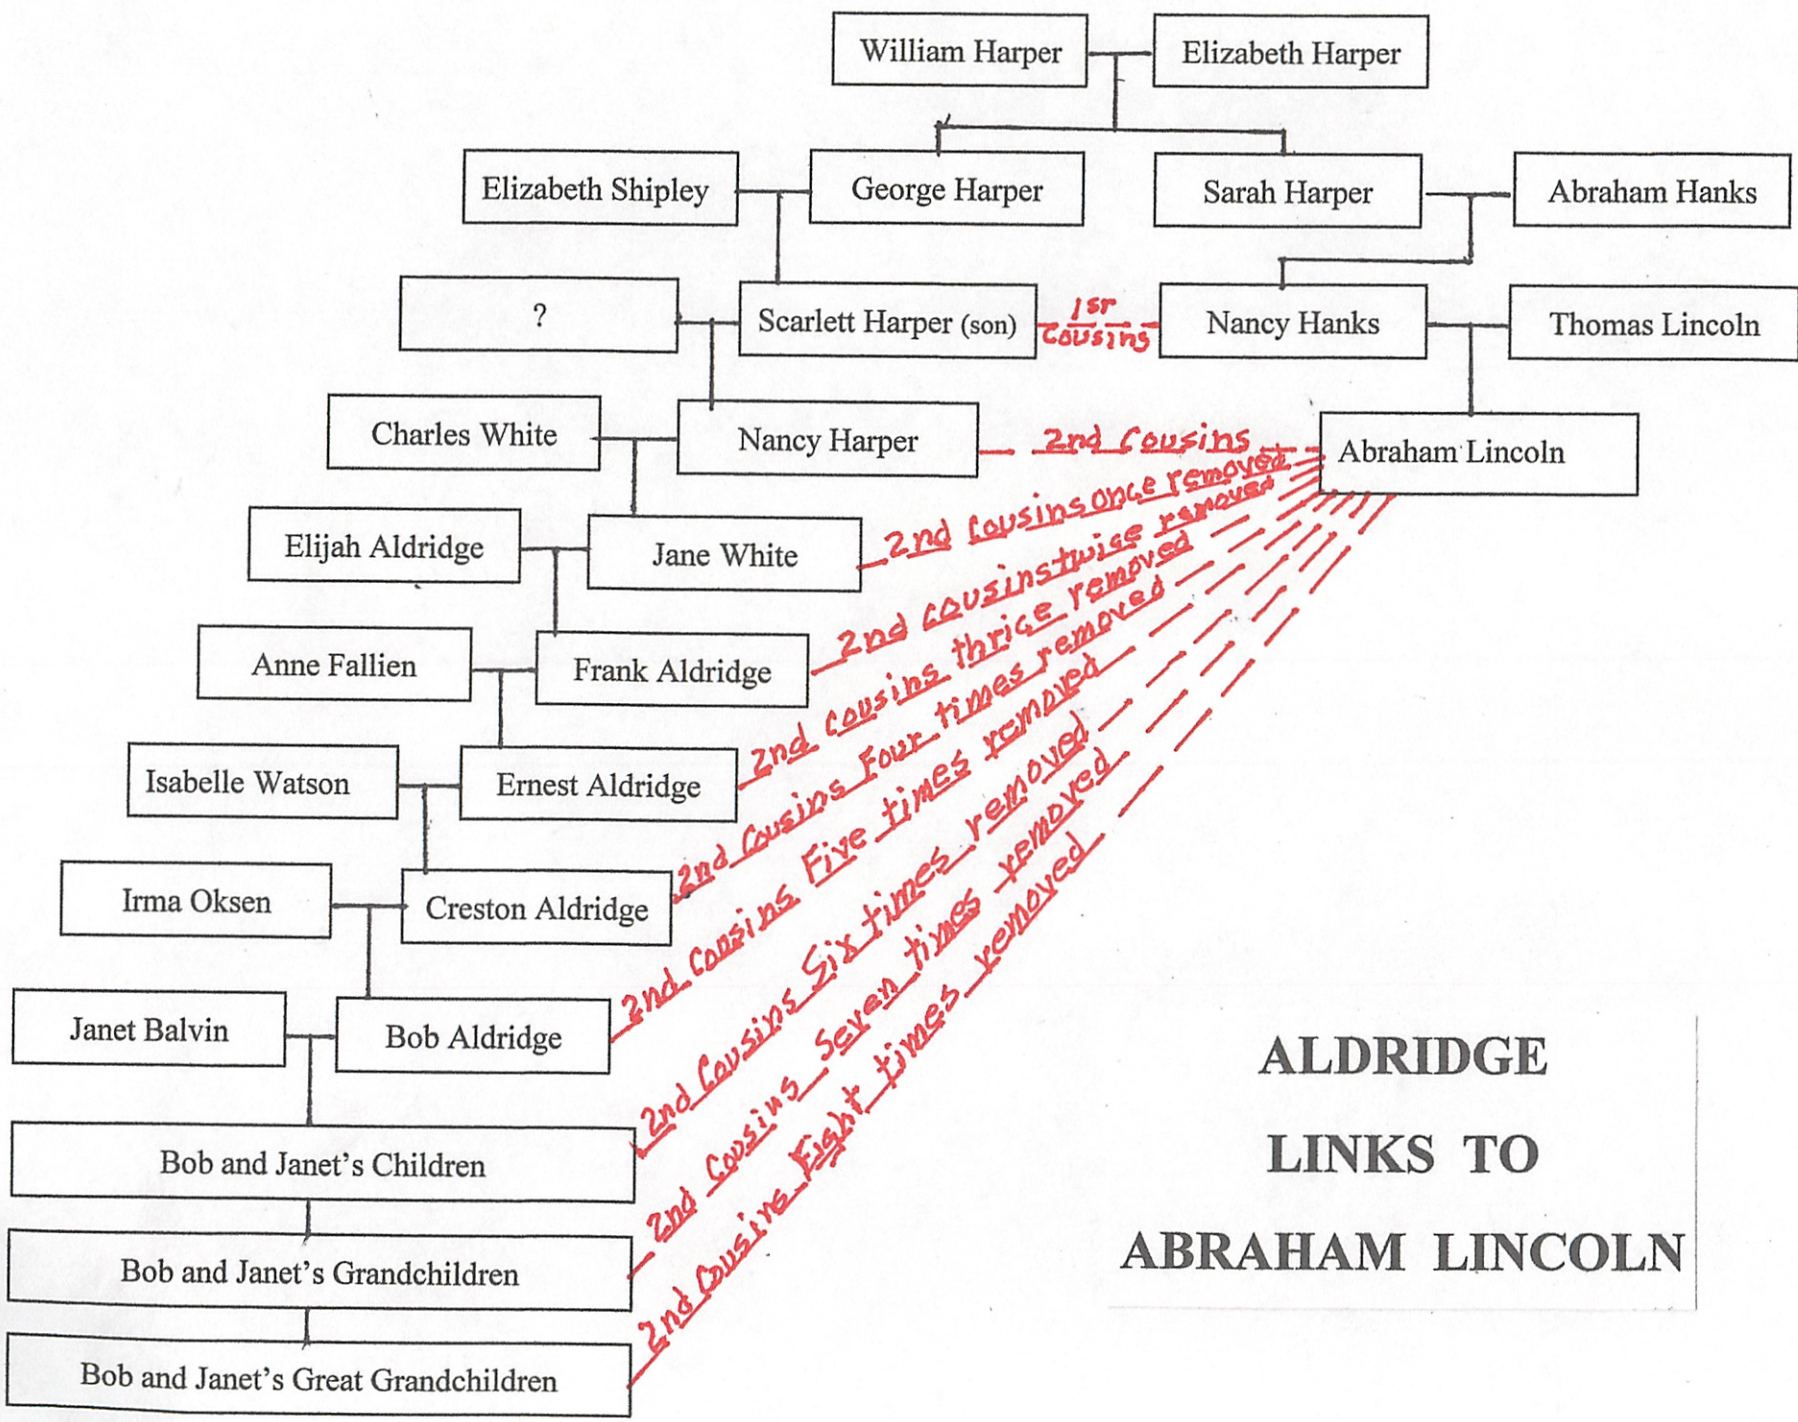 William Harper
Elizabeth Harper
Elizabeth Shipley
George Harper
Sarah Harper
Abraham Hanks
?
Scarlett Harper (son)
1st
Cousins
Nancy Hanks
Thomas Lincoln
Charles White
Nancy Harper
2nd Cousins
Abraham Lincoln
Elijah Aldridge
Jane White
2nd Cousins once removed
Anne Fallien
Frank Aldridge
2nd cousins twice removed
Isabelle Watson
Ernest Aldridge
2nd cousins thrice removed
Irma Oksen
Creston Aldridge
2nd Cousins Four times removed
Janet Balvin
Bob Aldridge
2nd Cousins Five times removed
Bob and Janet's Children
2nd Cousins Six times removed
Bob and Janet's Grandchildren
2nd Cousins Seven times removed
Bob and Janet's Great Grandchildren
2nd Cousins Eight times removed
ALDRIDGE
LINKS TO
ABRAHAM LINCOLN